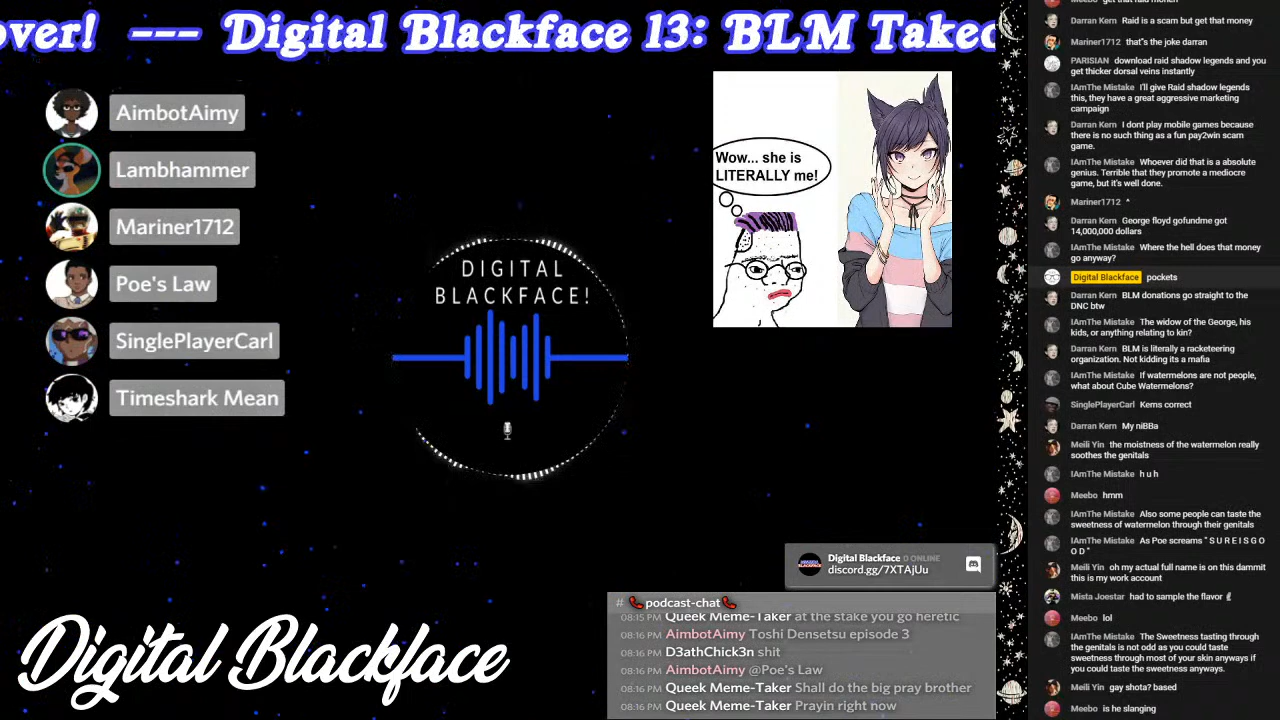 over! --- Digital Blackface 13: BLM Takeo
AimbotAimy
Lambhammer
Mariner1712
Poe's Law
SinglePlayerCarl
Timeshark Mean
DIGITAL
BLACKFACE!
Wow... she is
LITERALLY me!
Digital Blackface 0 ONLINE
discord.gg/7XTAjUu
Digital Blackface
# podcast-chat
08:15 PM Queek Meme-Taker at the stake you go heretic
08:16 PM AimbotAimy Toshi Densetsu episode 3
08:16 PM D3athChick3n shit
08:16 PM AimbotAimy @Poe's Law
08:16 PM Queek Meme-Taker Shall do the big pray brother
08:16 PM Queek Meme-Taker Prayin right now
Meebo get that raid money
Darran Kern Raid is a scam but get that money
Mariner1712 that"s the joke darran
PARISIAN download raid shadow legends and you
get thicker dorsal veins instantly
IAmThe Mistake I'll give Raid shadow legends
this, they have a great aggressive marketing
campaign
Darran Kern I dont play mobile games because
there is no such thing as a fun pay2win scam
game.
IAmThe Mistake Whoever did that is a absolute
genius. Terrible that they promote a mediocre
game, but it's well done.
Mariner1712 ^
Darran Kern George floyd gofundme got
14,000,000 dollars
IAmThe Mistake Where the hell does that money
go anyway?
Digital Blackface pockets
Darran Kern BLM donations go straight to the
DNC btw
IAmThe Mistake The widow of the George, his
kids, or anything relating to kin?
Darran Kern BLM is literally a racketeering
organization. Not kidding its a mafia
IAmThe Mistake If watermelons are not people,
what about Cube Watermelons?
SinglePlayerCarl Kerns correct
Darran Kern My niBBa
Meili Yin the moistness of the watermelon really
soothes the genitals
IAmThe Mistake h u h
Meebo hmm
IAmThe Mistake Also some people can taste the
sweetness of watermelon through their genitals
IAmThe Mistake As Poe screams " S U R E I S G O
O D "
Meili Yin oh my actual full name is on this dammit
this is my work account
Mista Joestar had to sample the flavor
Meebo lol
IAmThe Mistake The Sweetness tasting through
the genitals is not odd as you could taste
sweetness through most of your skin anyways if
you could taste the sweetness anyways.
Meili Yin gay shota? based
Meebo is he slanging